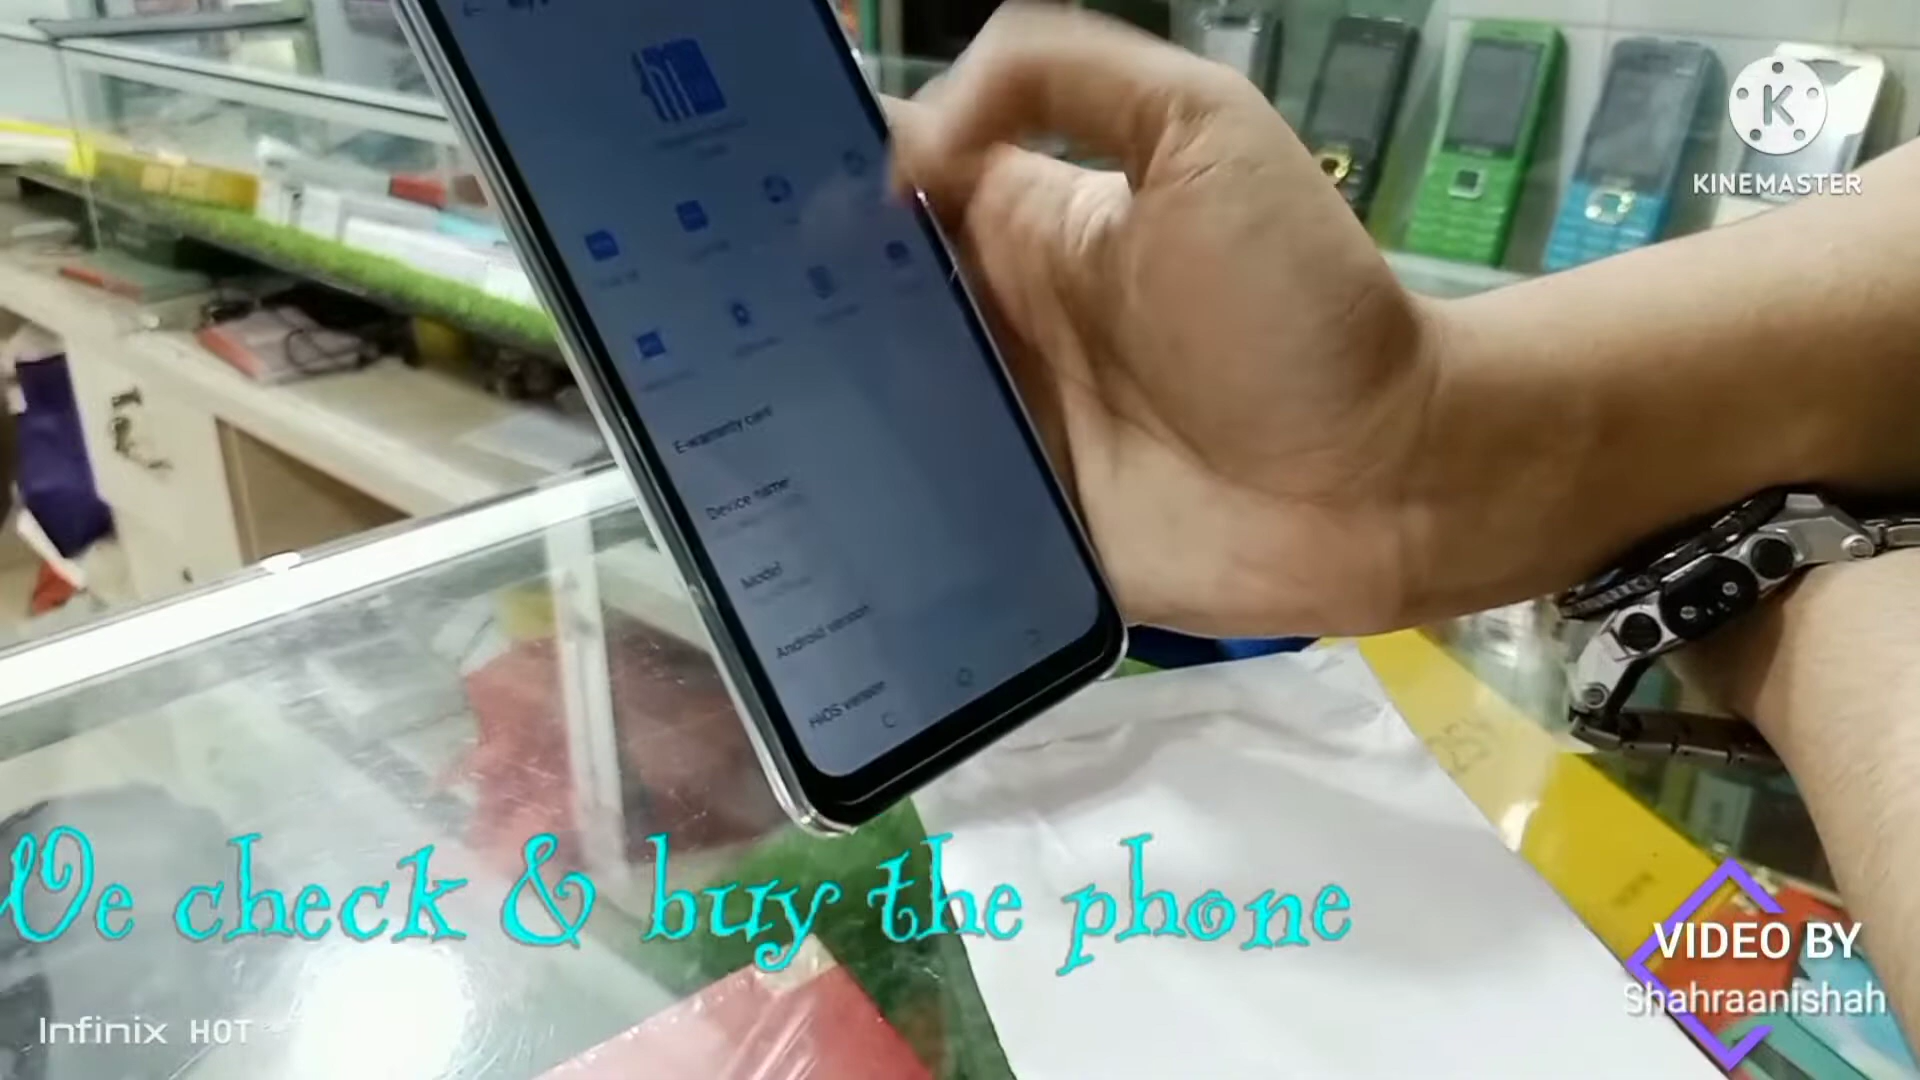 KINEMASTER
E-warranty card
Device name
Model
Android version
HiOS version
We check & buy the phone
VIDEO BY
Shahraanishah
Infinix HOT